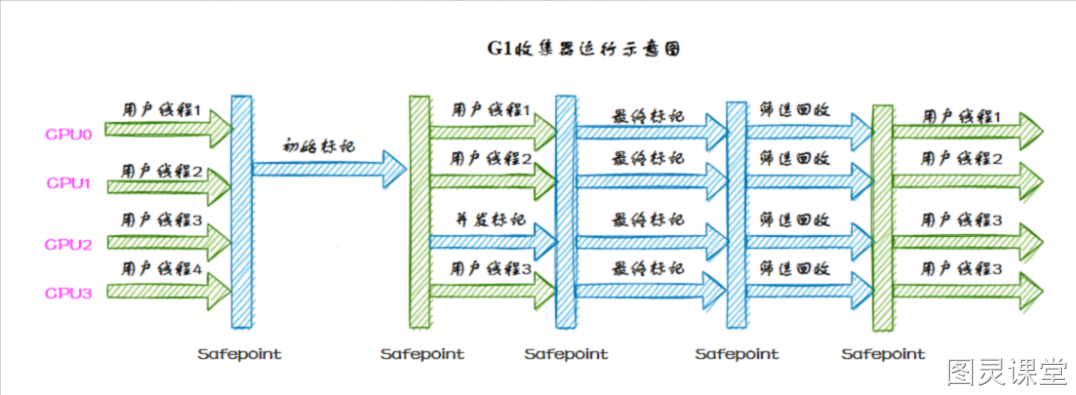 G1收集器运行示意图
用户线程1 用户线程1 最终标记 筛选回收 用户线程1
CPU0
初始标记
用户线程2 用户线程2 最终标记 筛选回收 用户线程2
CPU1
用户线程3 并发标记 最终标记 筛选回收 用户线程3
CPU2
用户线程4 用户线程3 最终标记 筛选回收 用户线程3
CPU3
Safepoint Safepoint Safepoint Safepoint Safepoint
图灵课堂